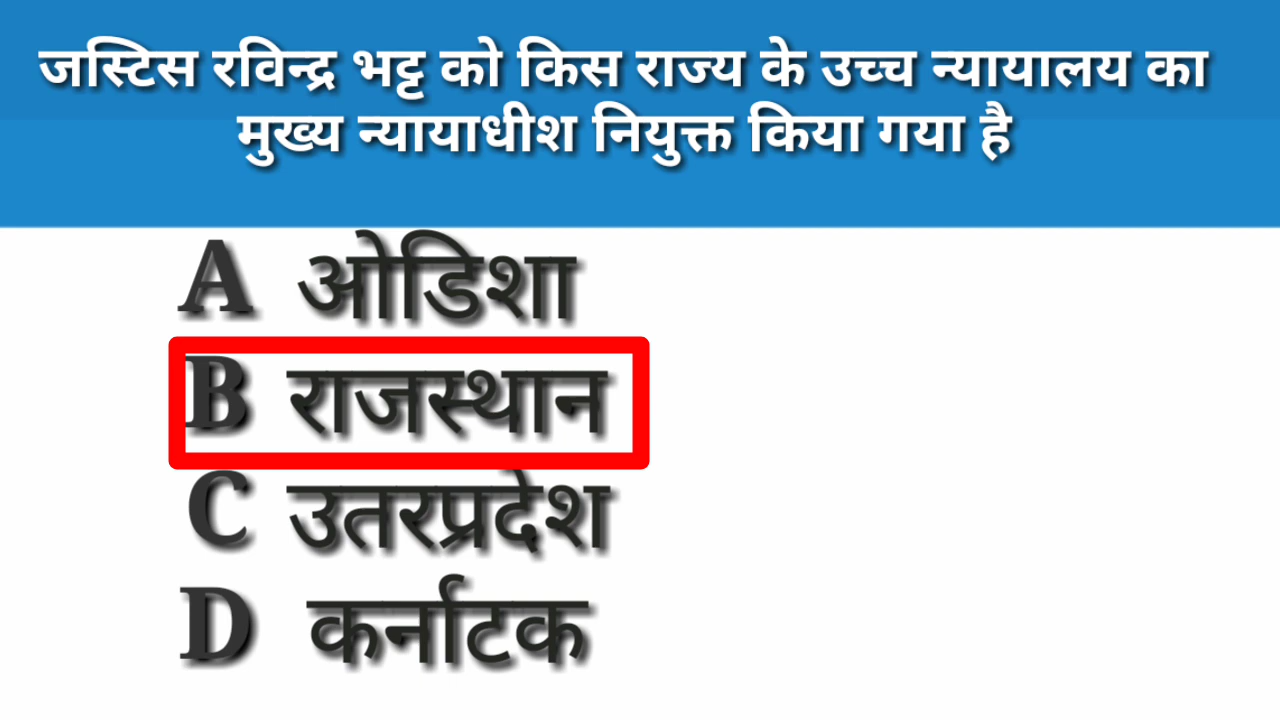 जस्टिस रविन्द्र भट्ट को किस राज्य के उच्च न्यायालय का
मुख्य न्यायाधीश नियुक्त किया गया है
A ओडिशा
B राजस्थान
C उतरप्रदेश
D कर्नाटक